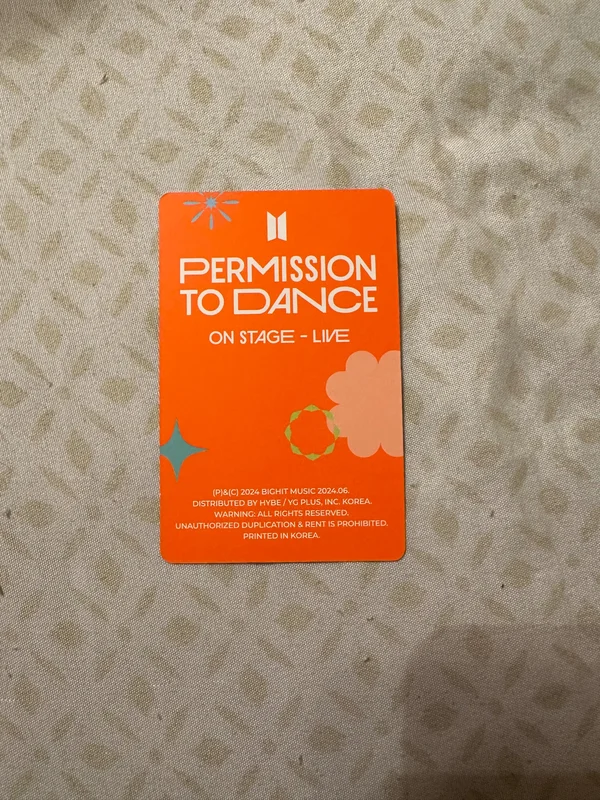 PERMISSION
TO DANCE
ON STAGE - LIVE
(P)&(C) 2024 BIGHIT MUSIC 2024.06.
DISTRIBUTED BY HYBE / YG PLUS, INC. KOREA.
WARNING: ALL RIGHTS RESERVED.
UNAUTHORIZED DUPLICATION & RENT IS PROHIBITED.
PRINTED IN KOREA.